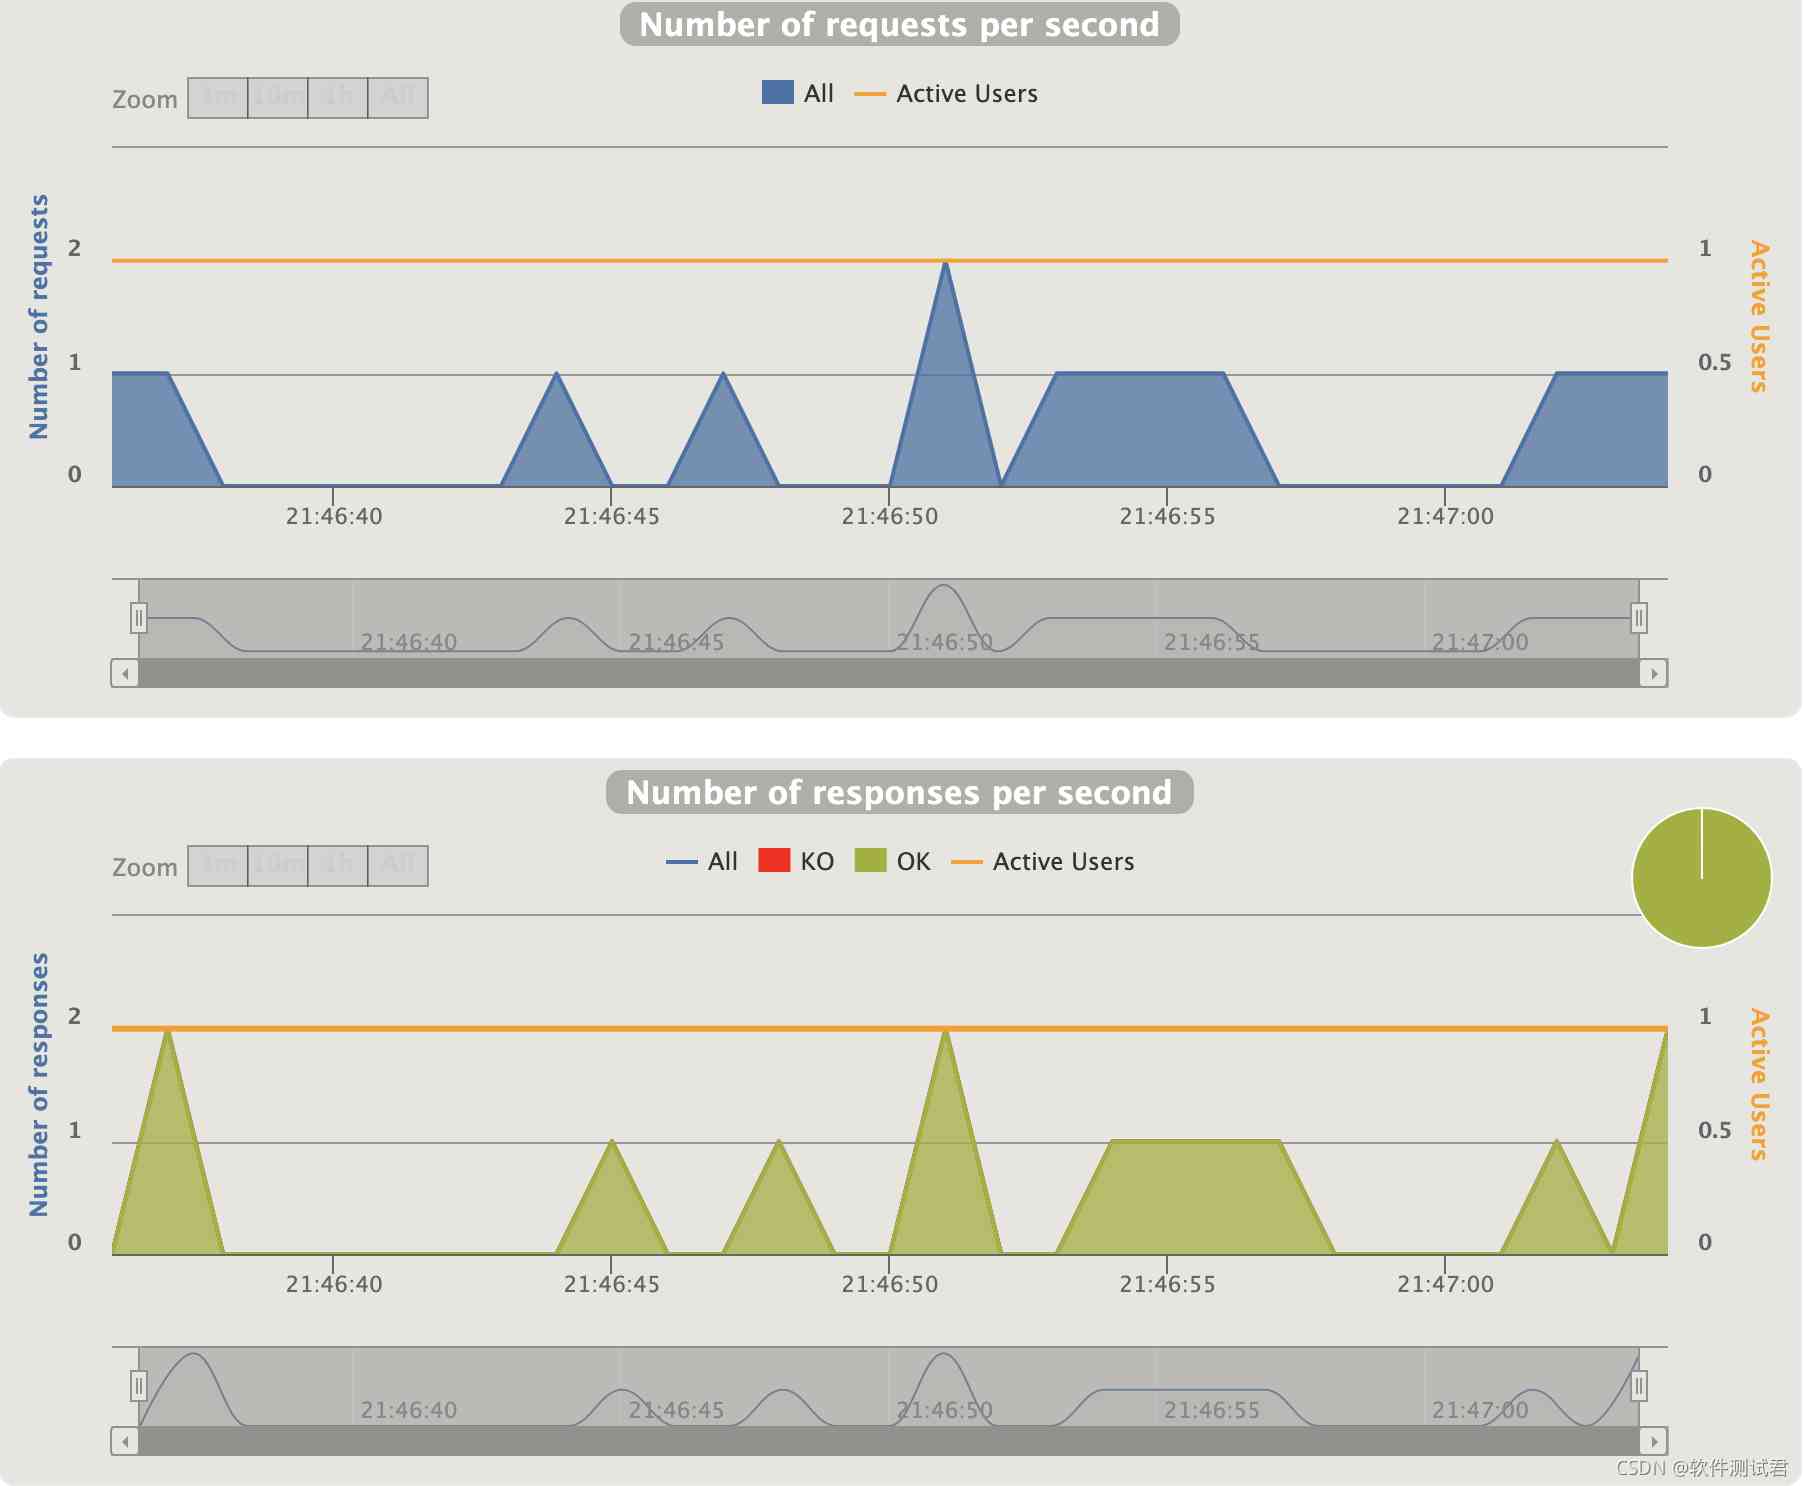 Number of requests per second
Zoom 1m 10m 1h All
All Active Users
Number of requests
2
1
0
1
0.5
0
Active Users
21:46:40 21:46:45 21:46:50 21:46:55 21:47:00
21:46:40 21:46:45 21:46:50 21:46:55 21:47:00
Number of responses per second
Zoom 1m 10m 1h All
All KO OK Active Users
Number of responses
2
1
0
1
0.5
0
Active Users
21:46:40 21:46:45 21:46:50 21:46:55 21:47:00
21:46:40 21:46:45 21:46:50 21:46:55 21:47:00
CSDN @软件测试君